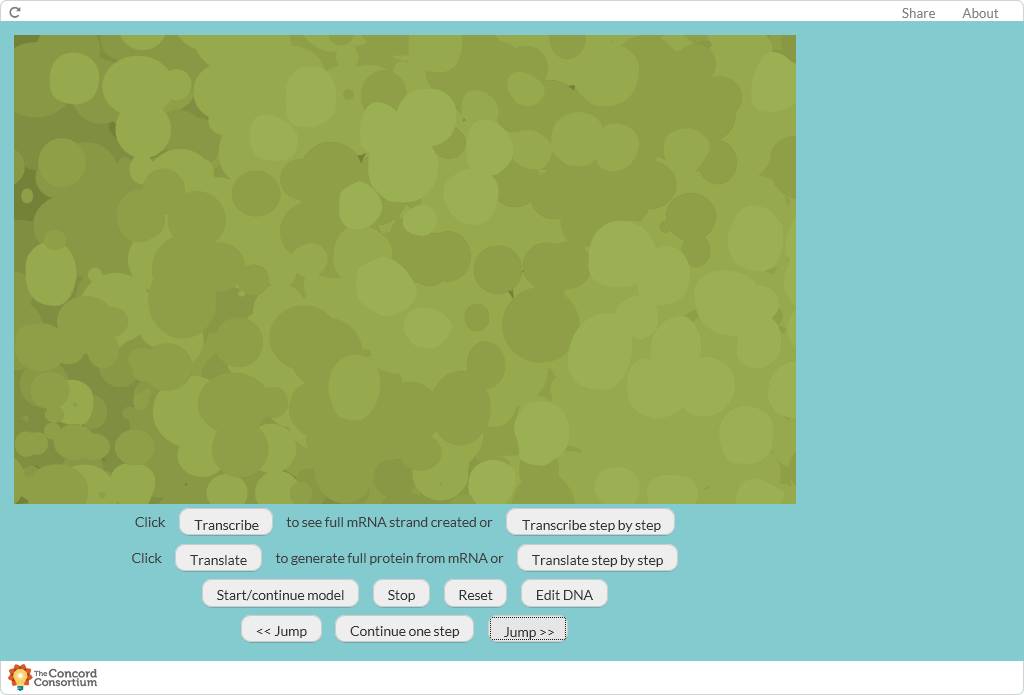 Share About
Click Transcribe to see full mRNA strand created or Transcribe step by step
Click Translate to generate full protein from mRNA or Translate step by step
Start/continue model Stop Reset Edit DNA
<< Jump Continue one step Jump >>
The Concord
Consortium